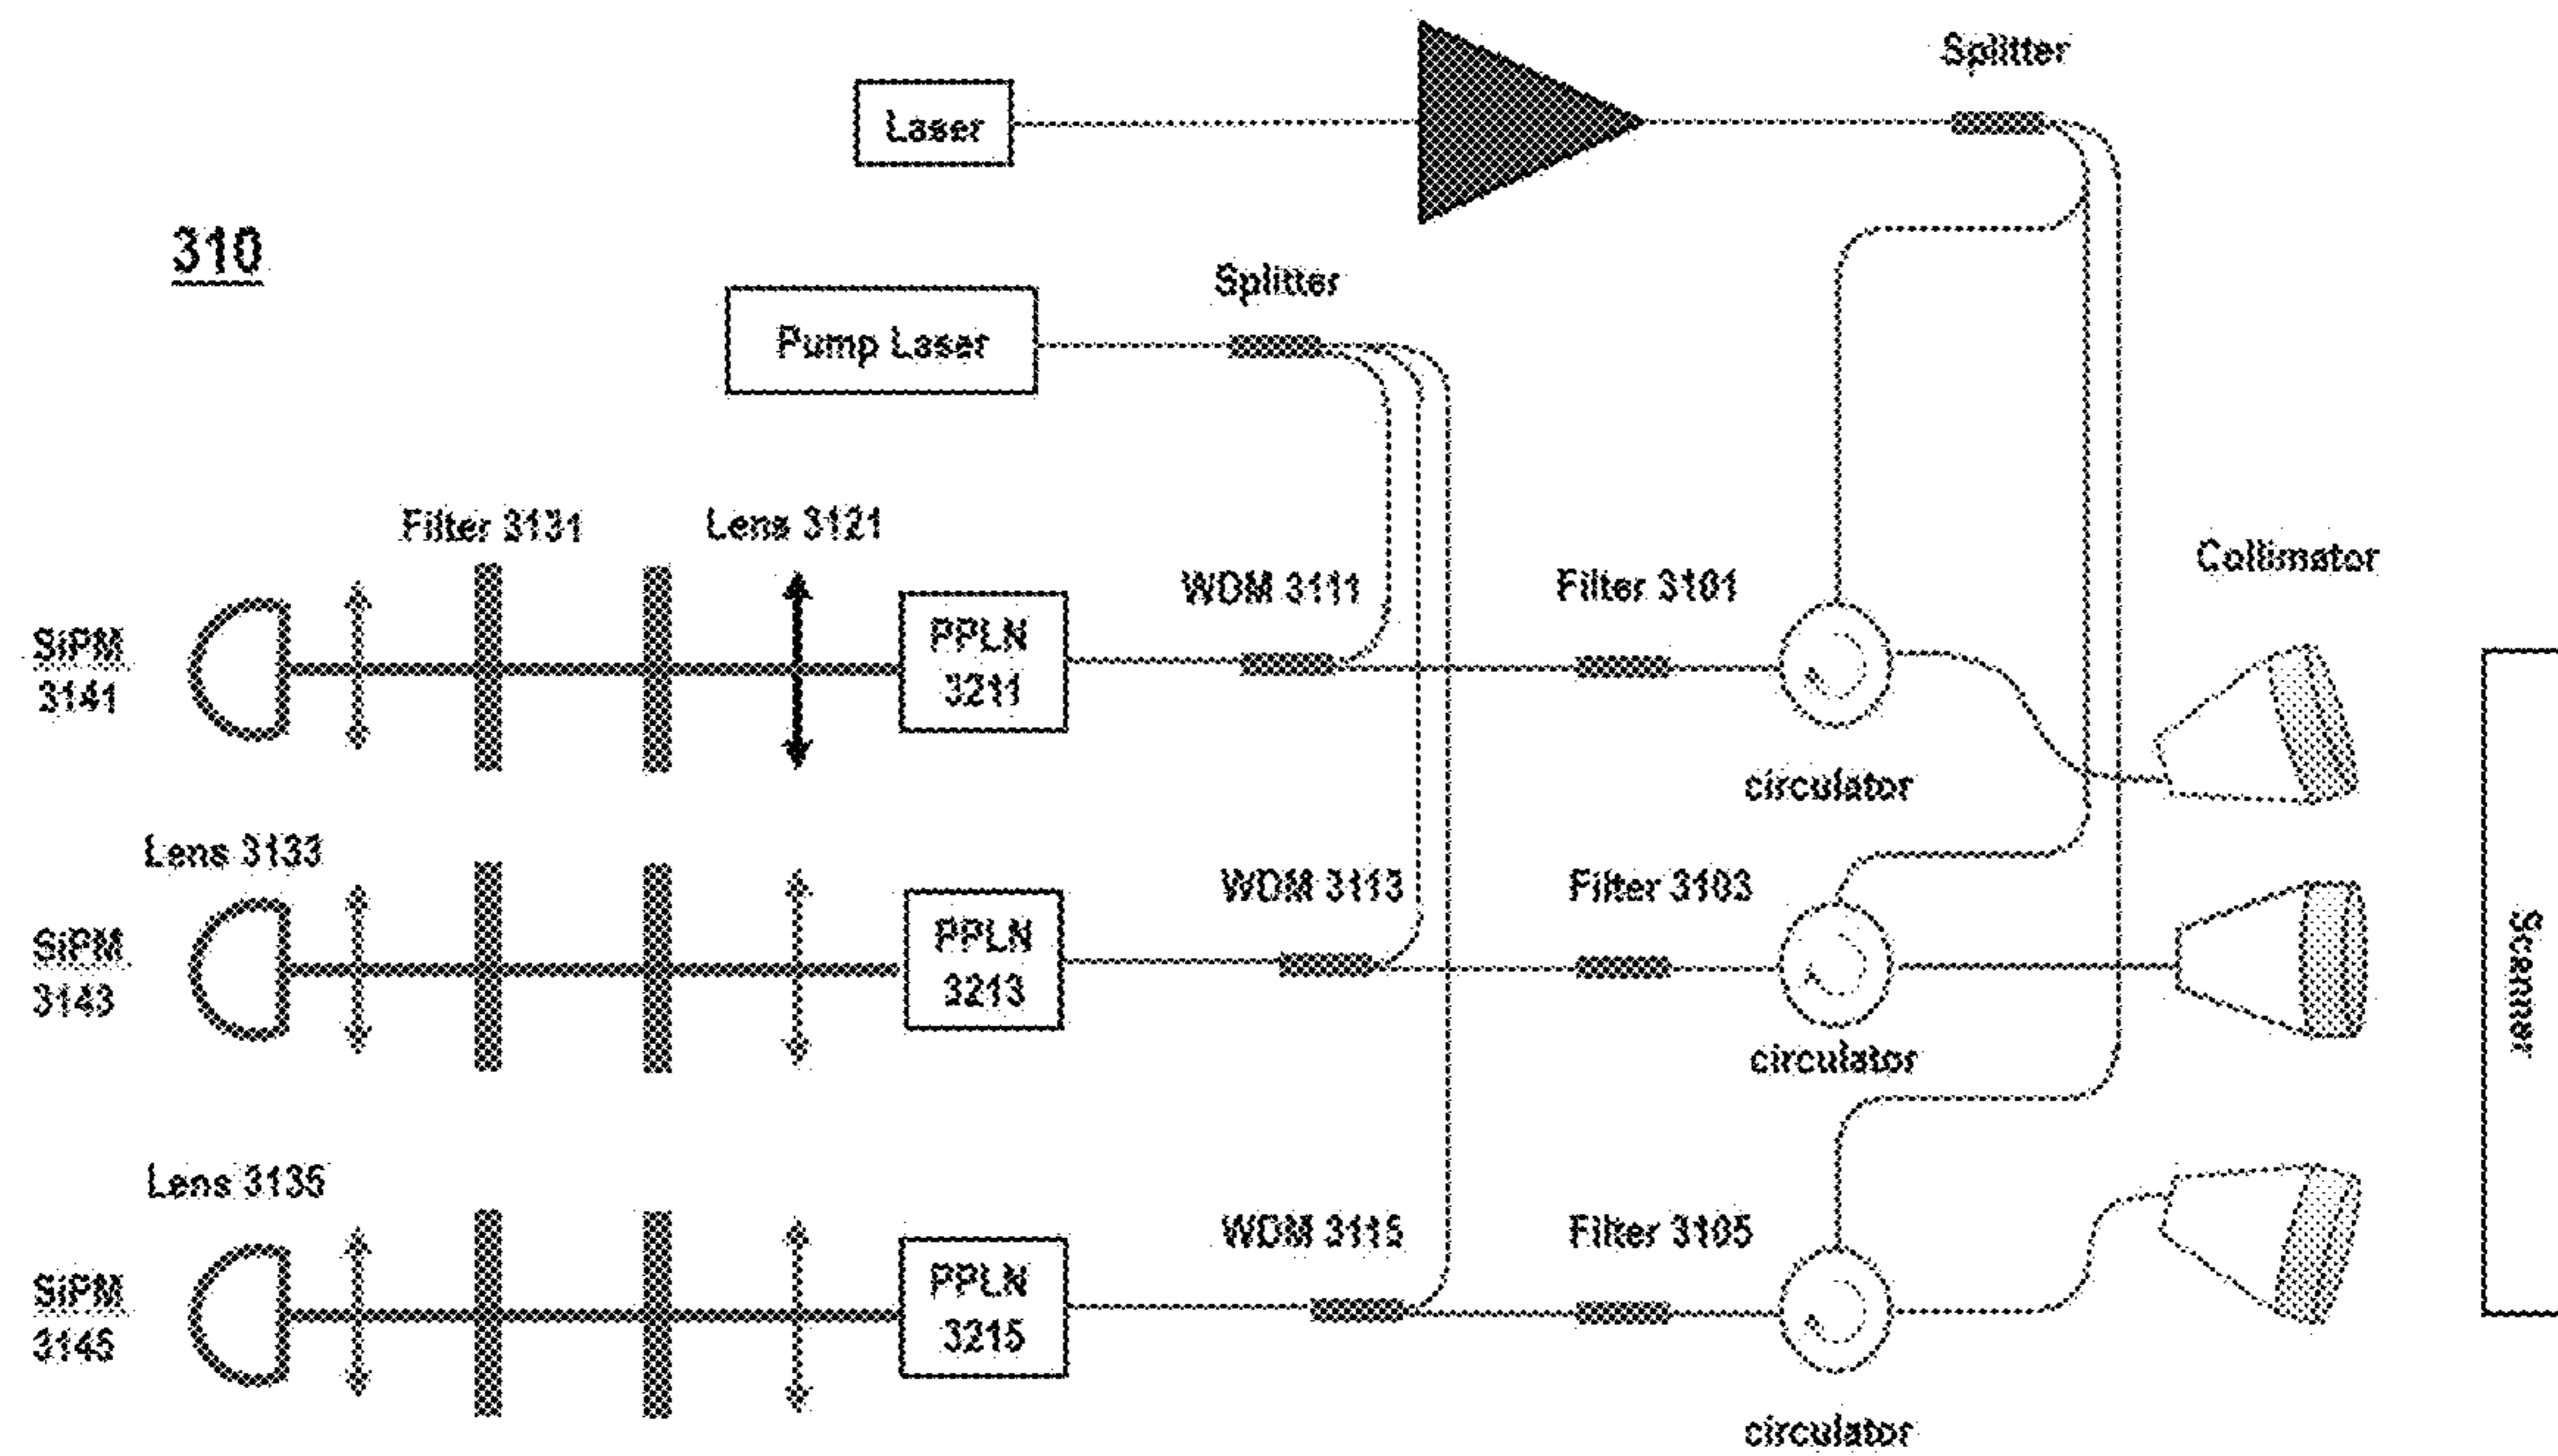 Splitter
Laser
310
Splitter
Pump Laser
Filter 3131
Lens 3121
Collimator
WDM 3111
Filter 3101
SiPM
3141
PPLN
3211
circulator
Lens 3133
WDM 3113
Filter 3103
SiPM
3143
PPLN
3213
Scanner
circulator
Lens 3135
WDM 3115
Filter 3105
SiPM
3145
PPLN
3215
circulator